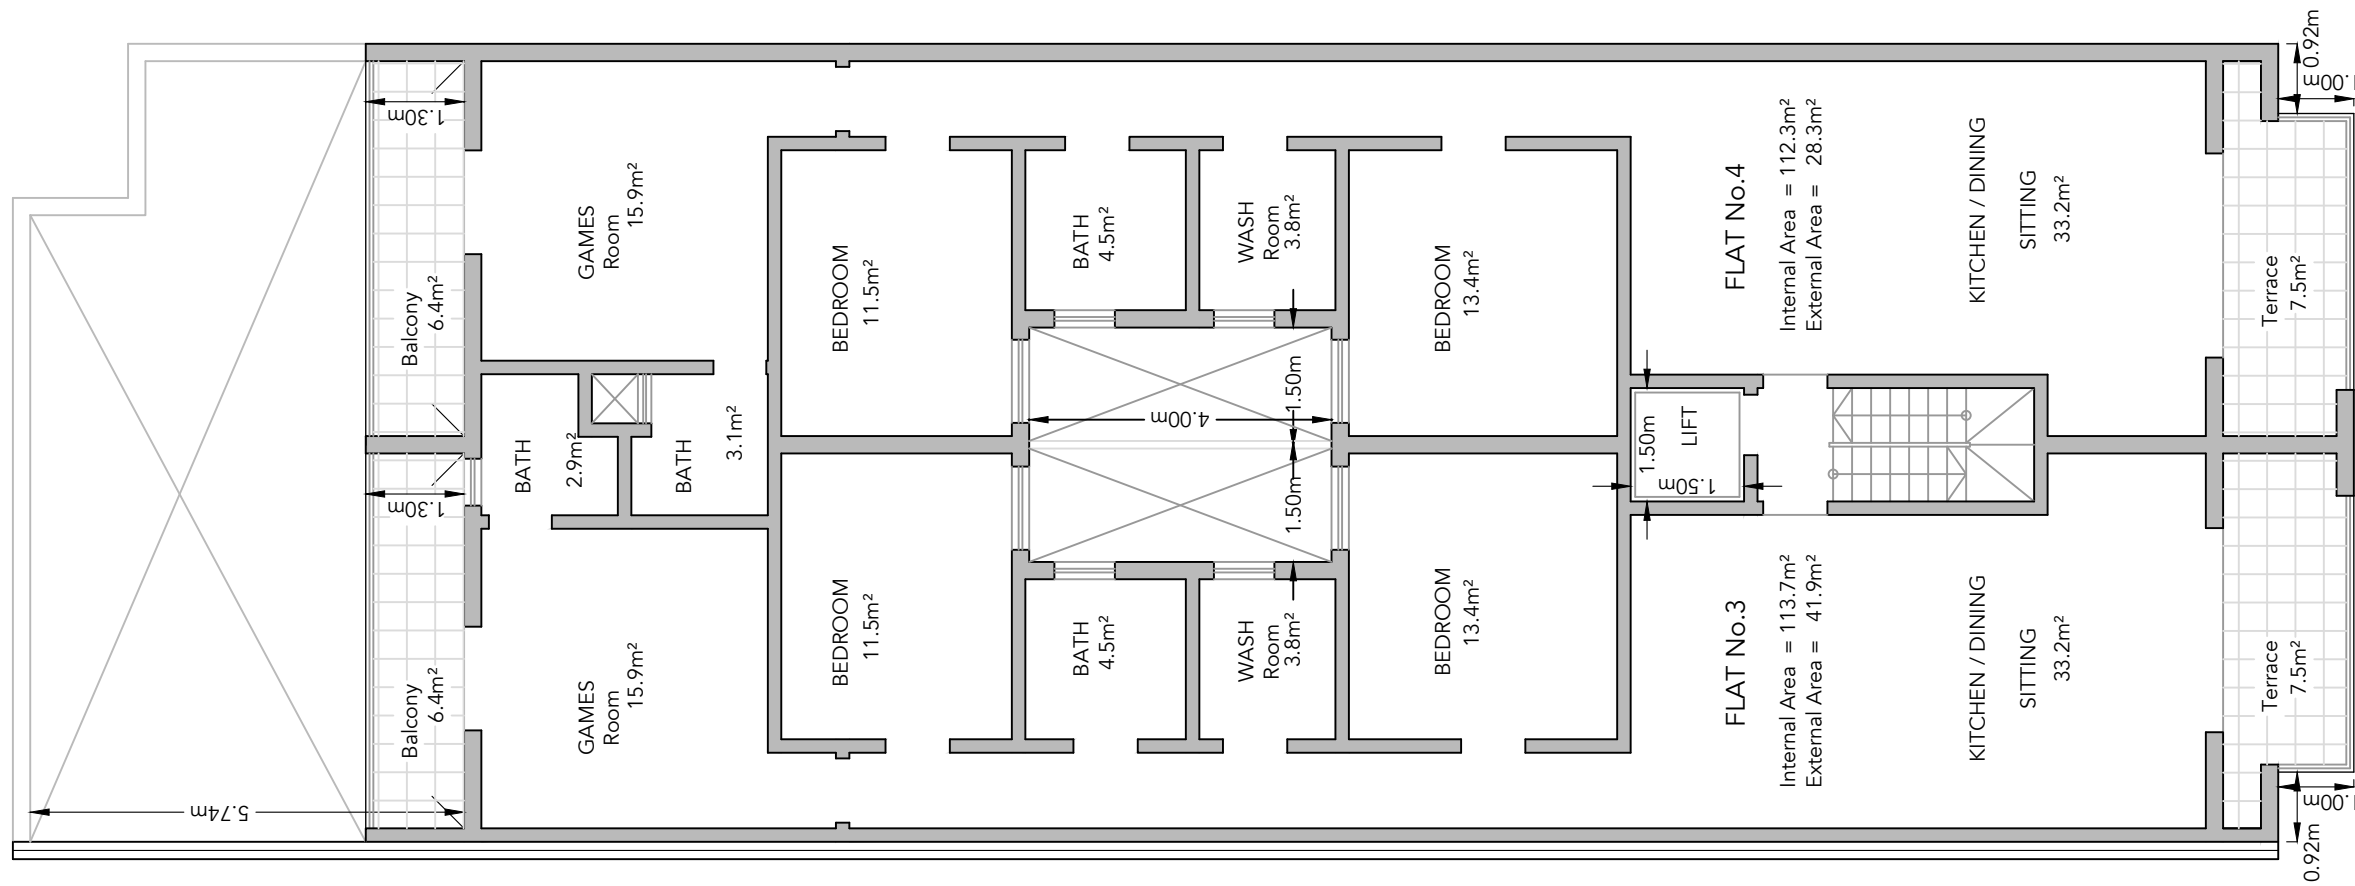 1.30m
Balcony
6.4m²
GAMES
Room
15.9m²
BEDROOM
11.5m²
BATH
4.5m²
WASH
Room
3.8m²
BEDROOM
13.4m²
FLAT No.4
Internal Area = 112.3m²
External Area = 28.3m²
KITCHEN / DINING
SITTING
33.2m²
Terrace
7.5m²
0.92m
1.00m
BATH
2.9m²
BATH
3.1m²
4.00m
1.50m
1.50m
1.50m
1.50m
LIFT
1.30m
5.74m
Balcony
6.4m²
GAMES
Room
15.9m²
BEDROOM
11.5m²
BATH
4.5m²
WASH
Room
3.8m²
BEDROOM
13.4m²
FLAT No.3
Internal Area = 113.7m²
External Area = 41.9m²
KITCHEN / DINING
SITTING
33.2m²
Terrace
7.5m²
1.00m
0.92m